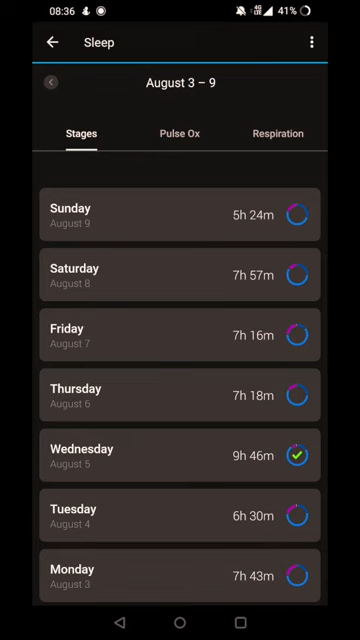 08:36
4G LTE 41%
Sleep
August 3 – 9
Stages Pulse Ox Respiration
Sunday
August 9
5h 24m
Saturday
August 8
7h 57m
Friday
August 7
7h 16m
Thursday
August 6
7h 18m
Wednesday
August 5
9h 46m
Tuesday
August 4
6h 30m
Monday
August 3
7h 43m